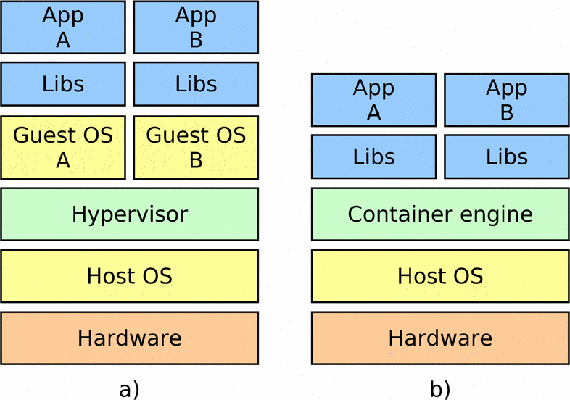 App
A
App
B
Libs
Libs
Guest OS
A
Guest OS
B
Hypervisor
Host OS
Hardware
a)
App
A
App
B
Libs
Libs
Container engine
Host OS
Hardware
b)